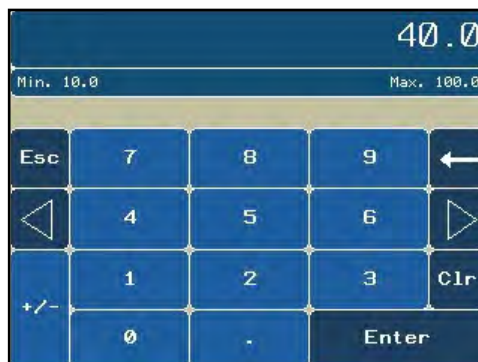 40.0
Min. 10.0 Max. 100.0
Esc 7 8 9
4 5 6
1 2 3 Clr
+/-
0 . Enter